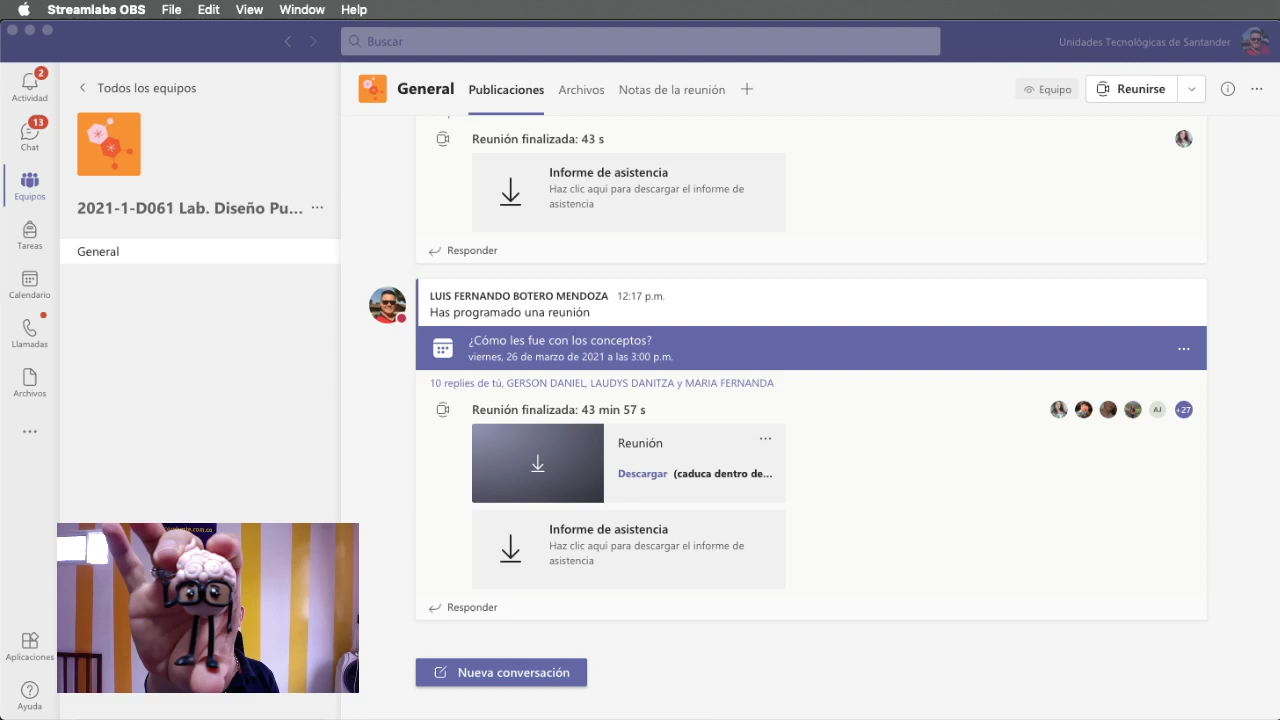 Streamlabs OBS File Edit View Window Help
Buscar
Unidades Tecnológicas de Santander
2
Actividad
13
Chat
Equipos
Tareas
Calendario
Llamadas
Archivos
Aplicaciones
Ayuda
Todos los equipos
2021-1-D061 Lab. Diseño Pu...
General
General Publicaciones Archivos Notas de la reunión
Equipo
Reunirse
Reunión finalizada: 43 s
Informe de asistencia
Haz clic aquí para descargar el informe de
asistencia
Responder
LUIS FERNANDO BOTERO MENDOZA 12:17 p.m.
Has programado una reunión
¿Cómo les fue con los conceptos?
viernes, 26 de marzo de 2021 a las 3:00 p.m.
10 replies de tú, GERSON DANIEL, LAUDYS DANITZA y MARIA FERNANDA
Reunión finalizada: 43 min 57 s
AJ
+27
Reunión
Descargar (caduca dentro de...
Informe de asistencia
Haz clic aquí para descargar el informe de
asistencia
Responder
Nueva conversación